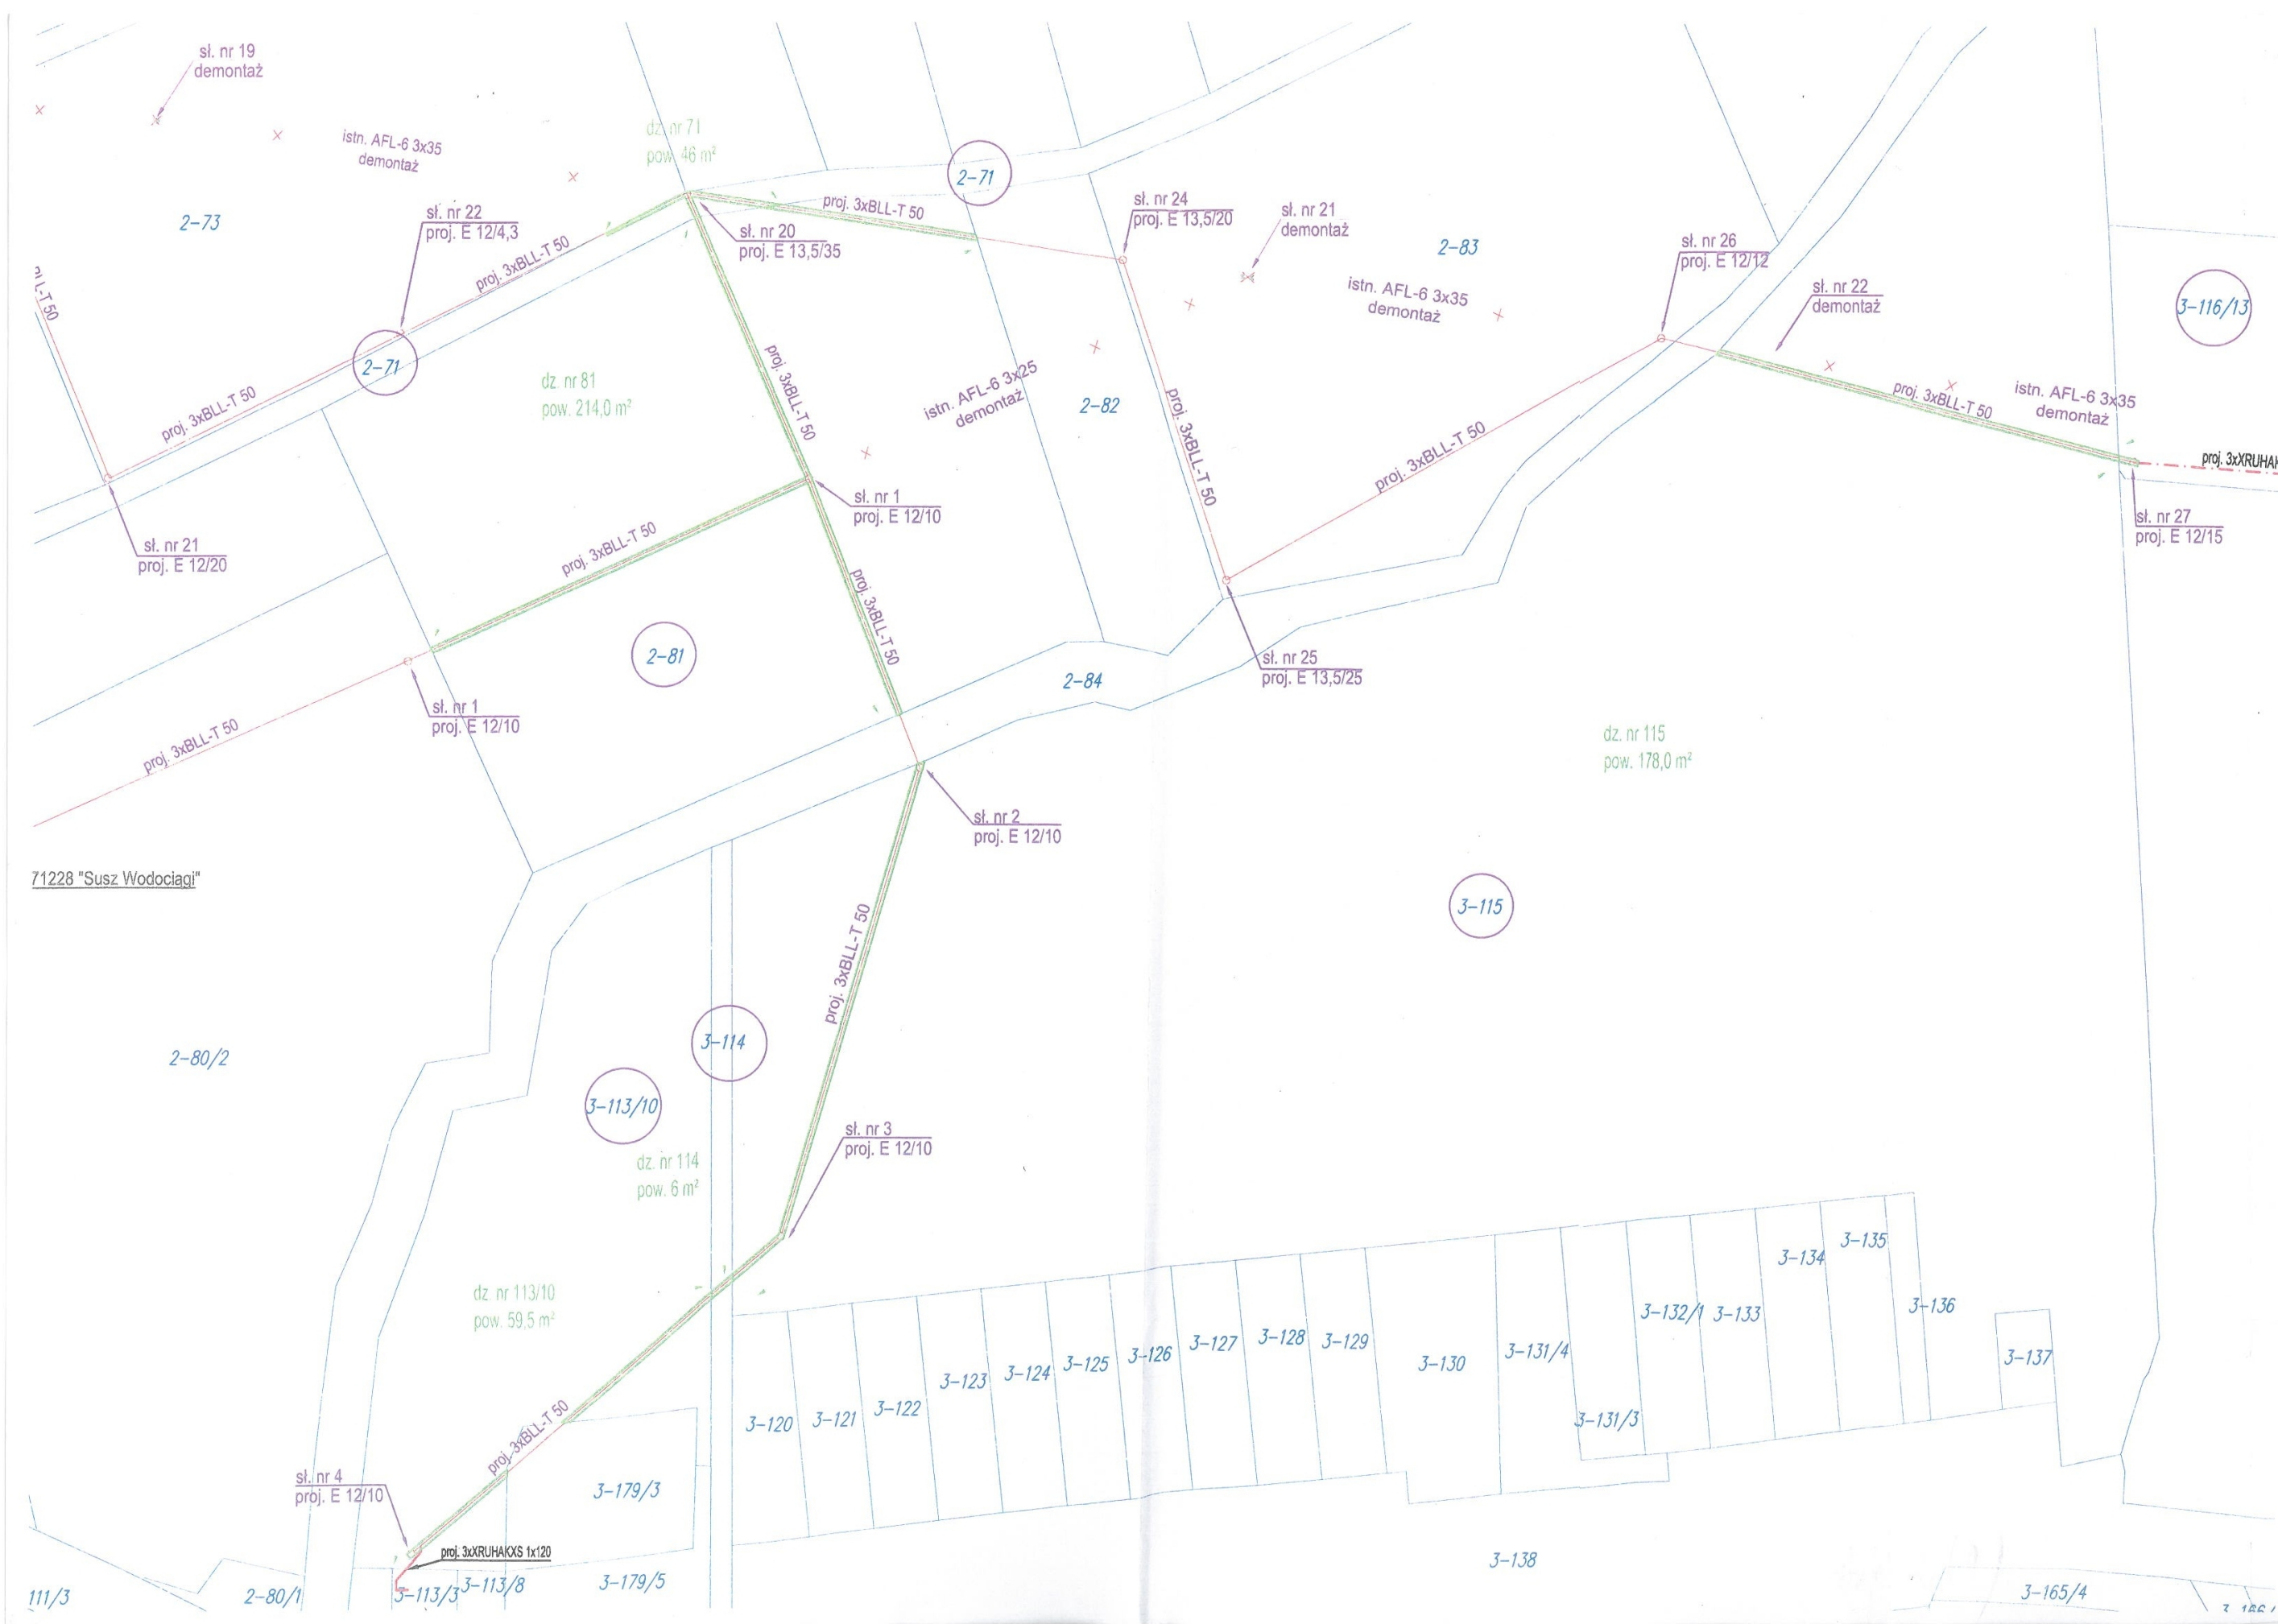 sł. nr 19
demontaż
istn. AFL-6 3x35
demontaż
dz. nr 71
pow. 46 m²
2-71
2-73
sł. nr 22
proj. E 12/4,3
proj. 3xBLL-T 50
sł. nr 20
proj. E 13,5/35
proj. 3xBLL-T 50
sł. nr 24
proj. E 13,5/20
sł. nr 21
demontaż
2-83
istn. AFL-6 3x35
demontaż
sł. nr 26
proj. E 12/12
sł. nr 22
demontaż
3-116/13
L-T 50
2-71
proj. 3xBLL-T 50
dz. nr 81
pow. 214,0 m²
proj. 3xBLL-T 50
istn. AFL-6 3x25
demontaż
2-82
proj. 3xBLL-T 50
proj. 3xBLL-T 50
proj. 3xBLL-T 50
istn. AFL-6 3x35
demontaż
proj. 3xXRUHAK
sł. nr 27
proj. E 12/15
sł. nr 21
proj. E 12/20
sł. nr 1
proj. E 12/10
proj. 3xBLL-T 50
proj. 3xBLL-T 50
2-81
2-84
sł. nr 25
proj. E 13,5/25
sł. nr 1
proj. E 12/10
proj. 3xBLL-T 50
dz. nr 115
pow. 178,0 m²
sł. nr 2
proj. E 12/10
71228 "Susz Wodociągi"
3-115
proj. 3xBLL-T 50
2-80/2
3-114
3-113/10
sł. nr 3
proj. E 12/10
dz. nr 114
pow. 6 m²
dz. nr 113/10
pow. 59,5 m²
3-120
3-121
3-122
3-123
3-124
3-125
3-126
3-127
3-128
3-129
3-130
3-131/4
3-131/3
3-132/1
3-133
3-134
3-135
3-136
3-137
proj. 3xBLL-T 50
sł. nr 4
proj. E 12/10
3-179/3
proj. 3xXRUHAKXS 1x120
111/3
2-80/1
3-113/3
3-113/8
3-179/5
3-138
3-165/4